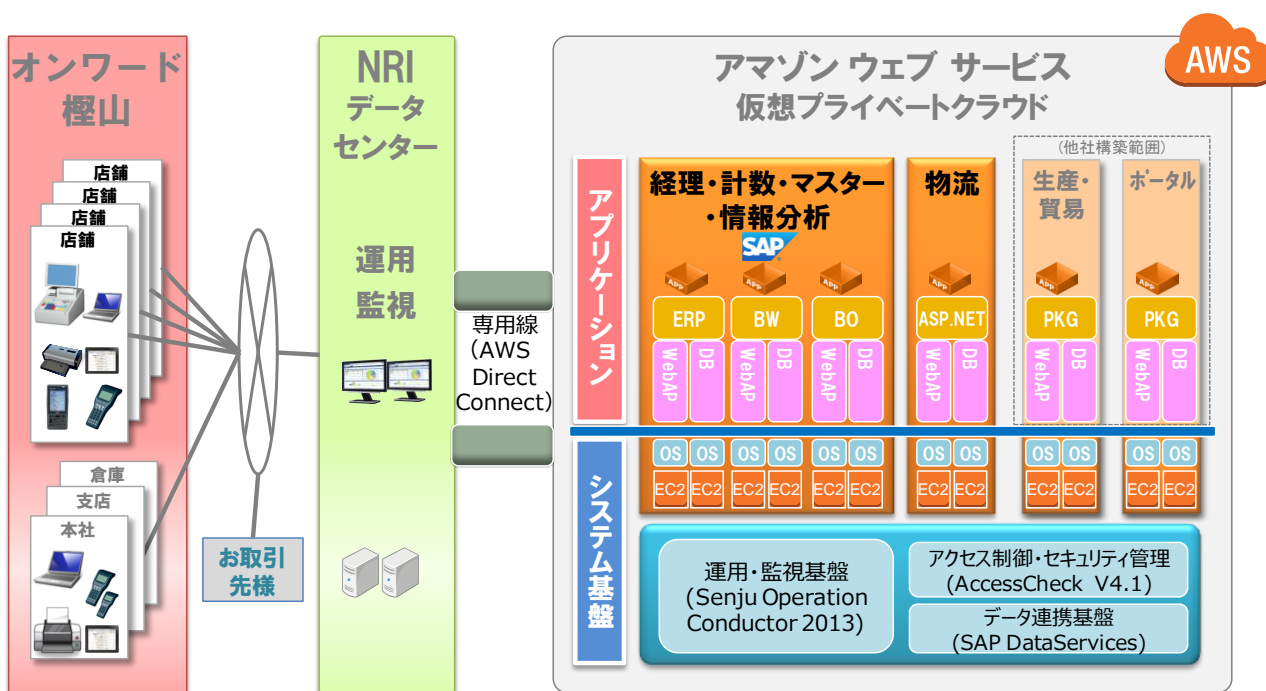 オンワード
樫山
店舗
店舗
店舗
店舗
倉庫
支店
本社
お取引
先様
NRI
データ
センター
運用
監視
専用線
(AWS
Direct
Connect)
アマゾン ウェブ サービス
仮想プライベートクラウド
AWS
アプリケーション
システム基盤
経理・計数・マスター
・情報分析
SAP
物流
(他社構築範囲)
生産・
貿易
ポータル
APP APP APP APP APP APP
ERP BW BO ASP.NET PKG PKG
WebAP DB WebAP DB WebAP DB WebAP DB WebAP DB WebAP DB
OS OS OS OS OS OS OS OS OS OS OS OS
EC2 EC2 EC2 EC2 EC2 EC2 EC2 EC2 EC2 EC2 EC2 EC2
運用・監視基盤
(Senju Operation
Conductor 2013)
アクセス制御・セキュリティ管理
(AccessCheck V4.1)
データ連携基盤
(SAP DataServices)